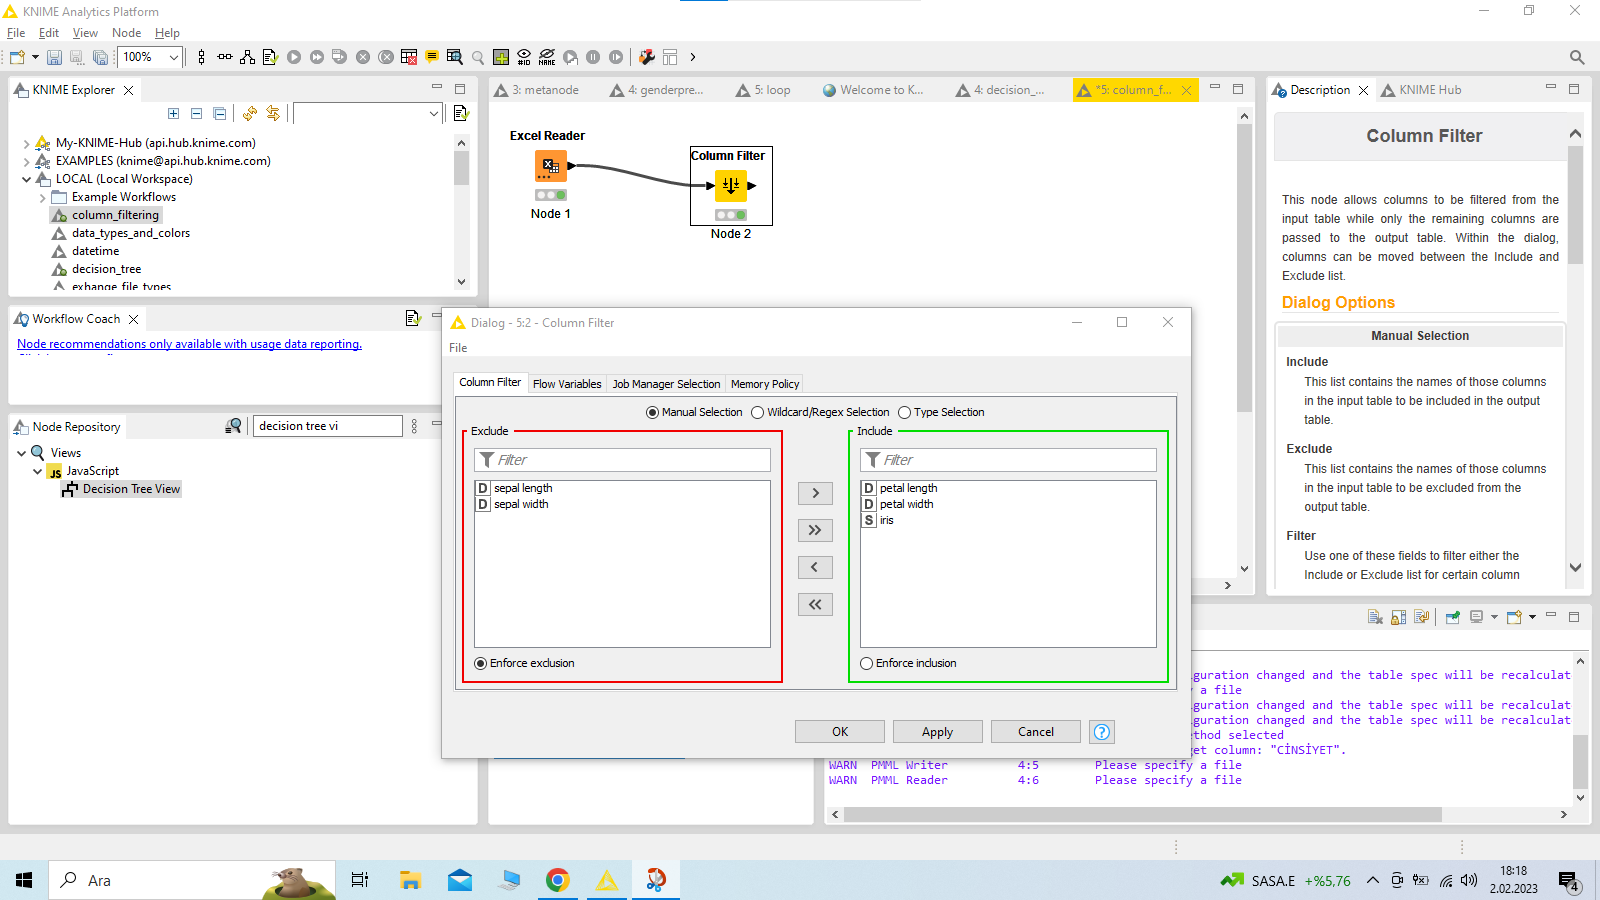 KNIME Analytics Platform
File Edit View Node Help
100%
#ID
NAME
KNIME Explorer
My-KNIME-Hub (api.hub.knime.com)
EXAMPLES (knime@api.hub.knime.com)
LOCAL (Local Workspace)
Example Workflows
column_filtering
data_types_and_colors
datetime
decision_tree
exhange_file_types
Workflow Coach
Node recommendations only available with usage data reporting.
Node Repository
decision tree vi
Views
JS JavaScript
Decision Tree View
3: metanode
4: genderpre...
5: loop
Welcome to K...
4: decision_...
*5: column_f...
Excel Reader
Node 1
Column Filter
Node 2
Description
KNIME Hub
Column Filter
This node allows columns to be filtered from the
input table while only the remaining columns are
passed to the output table. Within the dialog,
columns can be moved between the Include and
Exclude list.
Dialog Options
Manual Selection
Include
This list contains the names of those columns
in the input table to be included in the output
table.
Exclude
This list contains the names of those columns
in the input table to be excluded from the
output table.
Filter
Use one of these fields to filter either the
Include or Exclude list for certain column
Dialog - 5:2 - Column Filter
File
Column Filter
Flow Variables
Job Manager Selection
Memory Policy
Manual Selection
Wildcard/Regex Selection
Type Selection
Exclude
Filter
D sepal length
D sepal width
Enforce exclusion
>
>>
<
<<
Include
Filter
D petal length
D petal width
S iris
Enforce inclusion
OK
Apply
Cancel
?
guration changed and the table spec will be recalculat
y a file
guration changed and the table spec will be recalculat
guration changed and the table spec will be recalculat
thod selected
get column: "CİNSİYET".
WARN PMML Writer 4:5 Please specify a file
WARN PMML Reader 4:6 Please specify a file
Ara
SASA.E +%5,76
18:18
2.02.2023
4